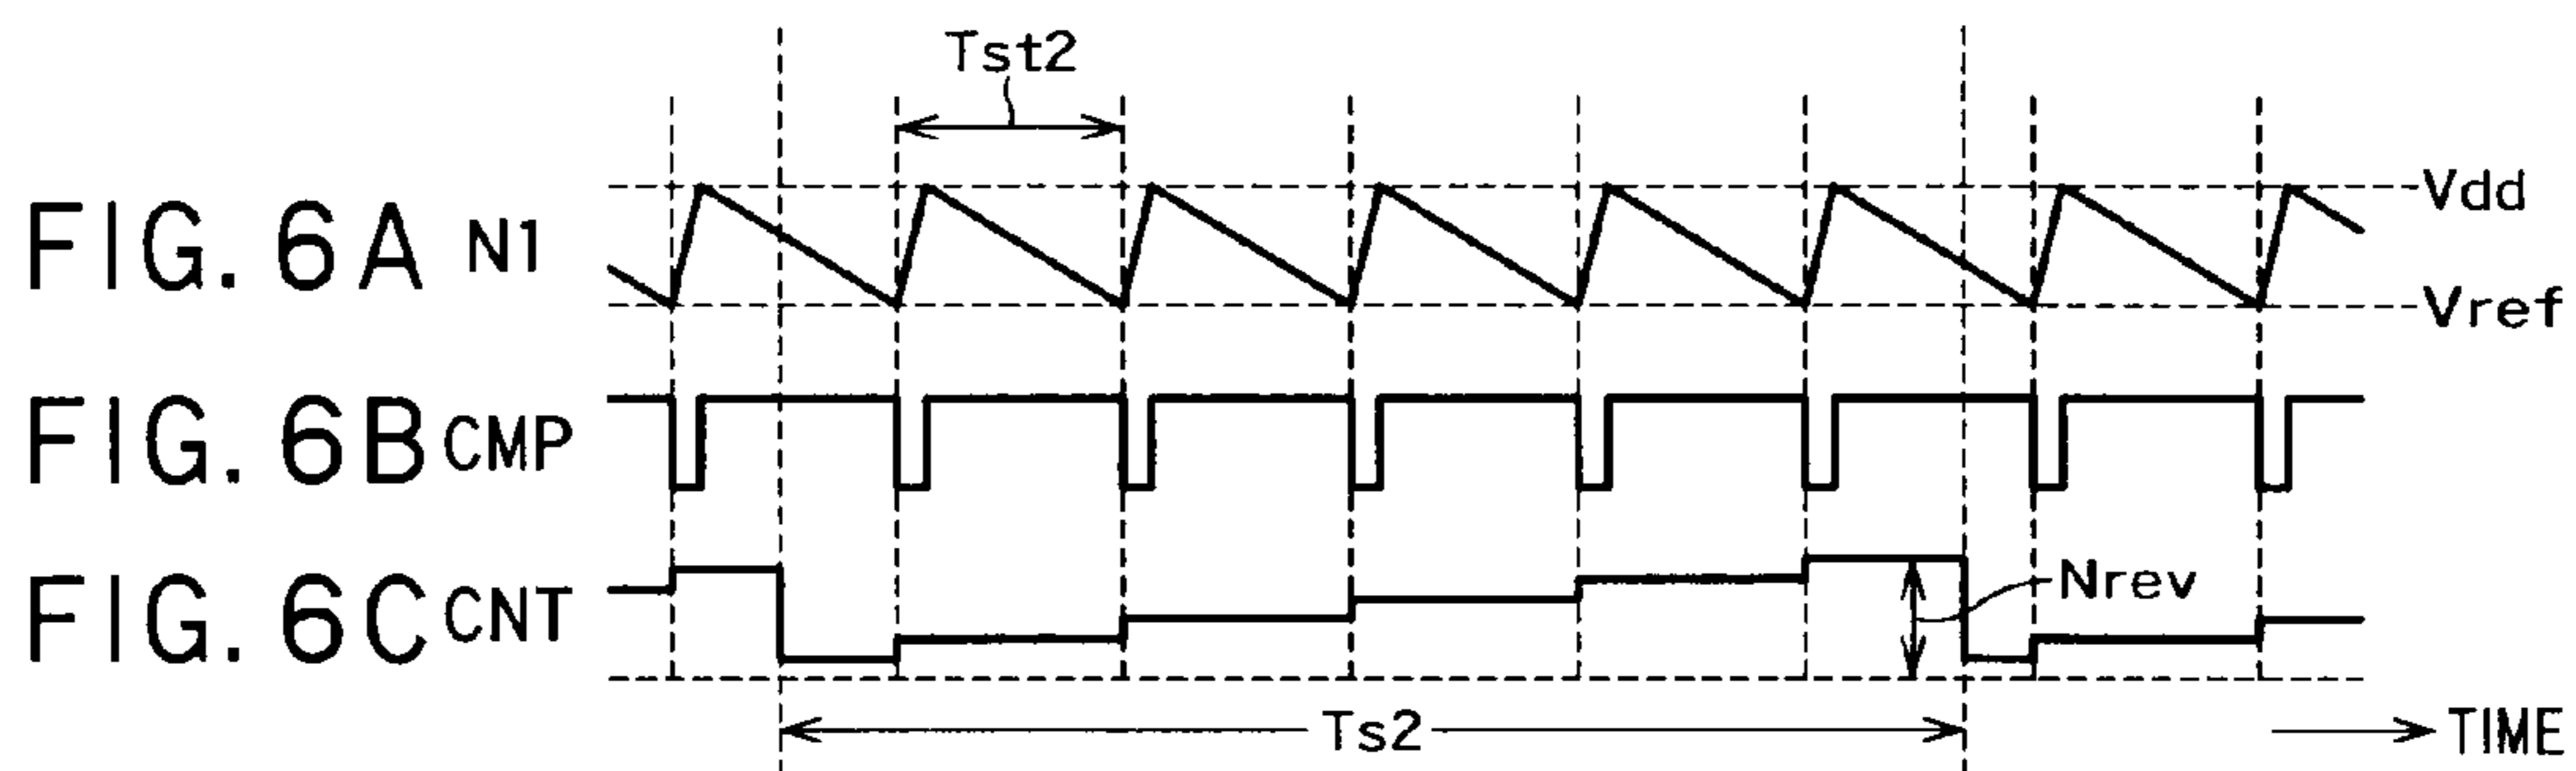 Tst2
FIG. 6A N1
Vdd
Vref
FIG. 6B CMP
FIG. 6C CNT
Nrev
Ts2
TIME